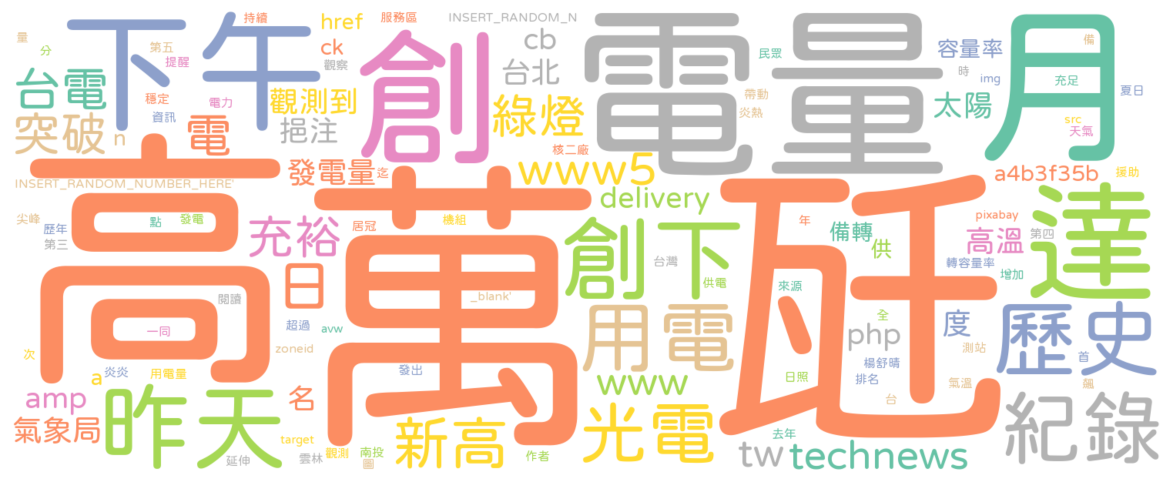 量
分
台電
突破
n
下午
第五
提醒
穩定
資訊
電力
電
持續
href
ck
觀察
觀測到
挹注
服務區
INSERT_RANDOM_N
cb
台北
創
綠燈
核二廠
電量
民眾
帶動
炎熱
容量率
時
img
太陽
月
備
充足
夏日
src
天氣
INSERT_RANDOM_NUMBER_HERE'
發電量
迄
www5
delivery
a4b3f35b
援助
尖峰
歷年
第三
高
點
發電
充裕
居冠
樓組
萬
瓩
創下
台灣
供電
年
備轉
供
pixabay
高溫
第四
轉容量率
增加
達
閱讀
日
一同
超過
avw
zoneid
_blank'
用電
來源
全
php
度
測站
歷史
首
次
a
炎炎
用電量
發出
www
楊舒晴
排名
日照
氣溫
台
飆
amp
氣象局
昨天
名
target
觀測
南投
圖
雲林
延伸
新高
作者
光電
去年
tw
technews
紀錄